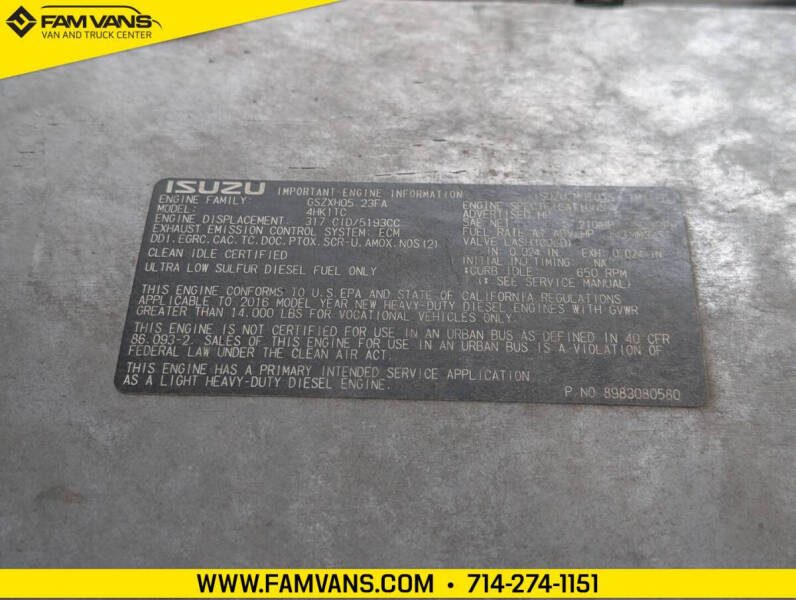 FAM VANS
VAN AND TRUCK CENTER
ISUZU IMPORTANT ENGINE INFORMATION
ENGINE FAMILY: GSZXH05.23FA
MODEL: 4HK1TC
ENGINE DISPLACEMENT: 317 CID/5193CC
EXHAUST EMISSION CONTROL SYSTEM: ECM
DDI, EGRC, CAC, TC, DOC, PTOX, SCR-U, AMOX, NOS(2)
CLEAN IDLE CERTIFIED
ULTRA LOW SULFUR DIESEL FUEL ONLY
ADVERTISED HP
SAE NET
FUEL RATE AT ADV. HP
VALVE LASH(COLD)
IN 0.024 IN EXH 0.024 IN
INITIAL INJ TIMING: NA
*CURB IDLE: 650 RPM
(* SEE SERVICE MANUAL)
THIS ENGINE CONFORMS TO U.S.EPA AND STATE OF CALIFORNIA REGULATIONS
APPLICABLE TO 2016 MODEL YEAR NEW HEAVY-DUTY DIESEL ENGINES WITH GVWR
GREATER THAN 14,000 LBS FOR VOCATIONAL VEHICLES ONLY.
THIS ENGINE IS NOT CERTIFIED FOR USE IN AN URBAN BUS AS DEFINED IN 40 CFR
86.093-2. SALES OF THIS ENGINE FOR USE IN AN URBAN BUS IS A VIOLATION OF
FEDERAL LAW UNDER THE CLEAN AIR ACT.
THIS ENGINE HAS A PRIMARY INTENDED SERVICE APPLICATION
AS A LIGHT HEAVY-DUTY DIESEL ENGINE.
P NO 8983080580
WWW.FAMVANS.COM • 714-274-1151